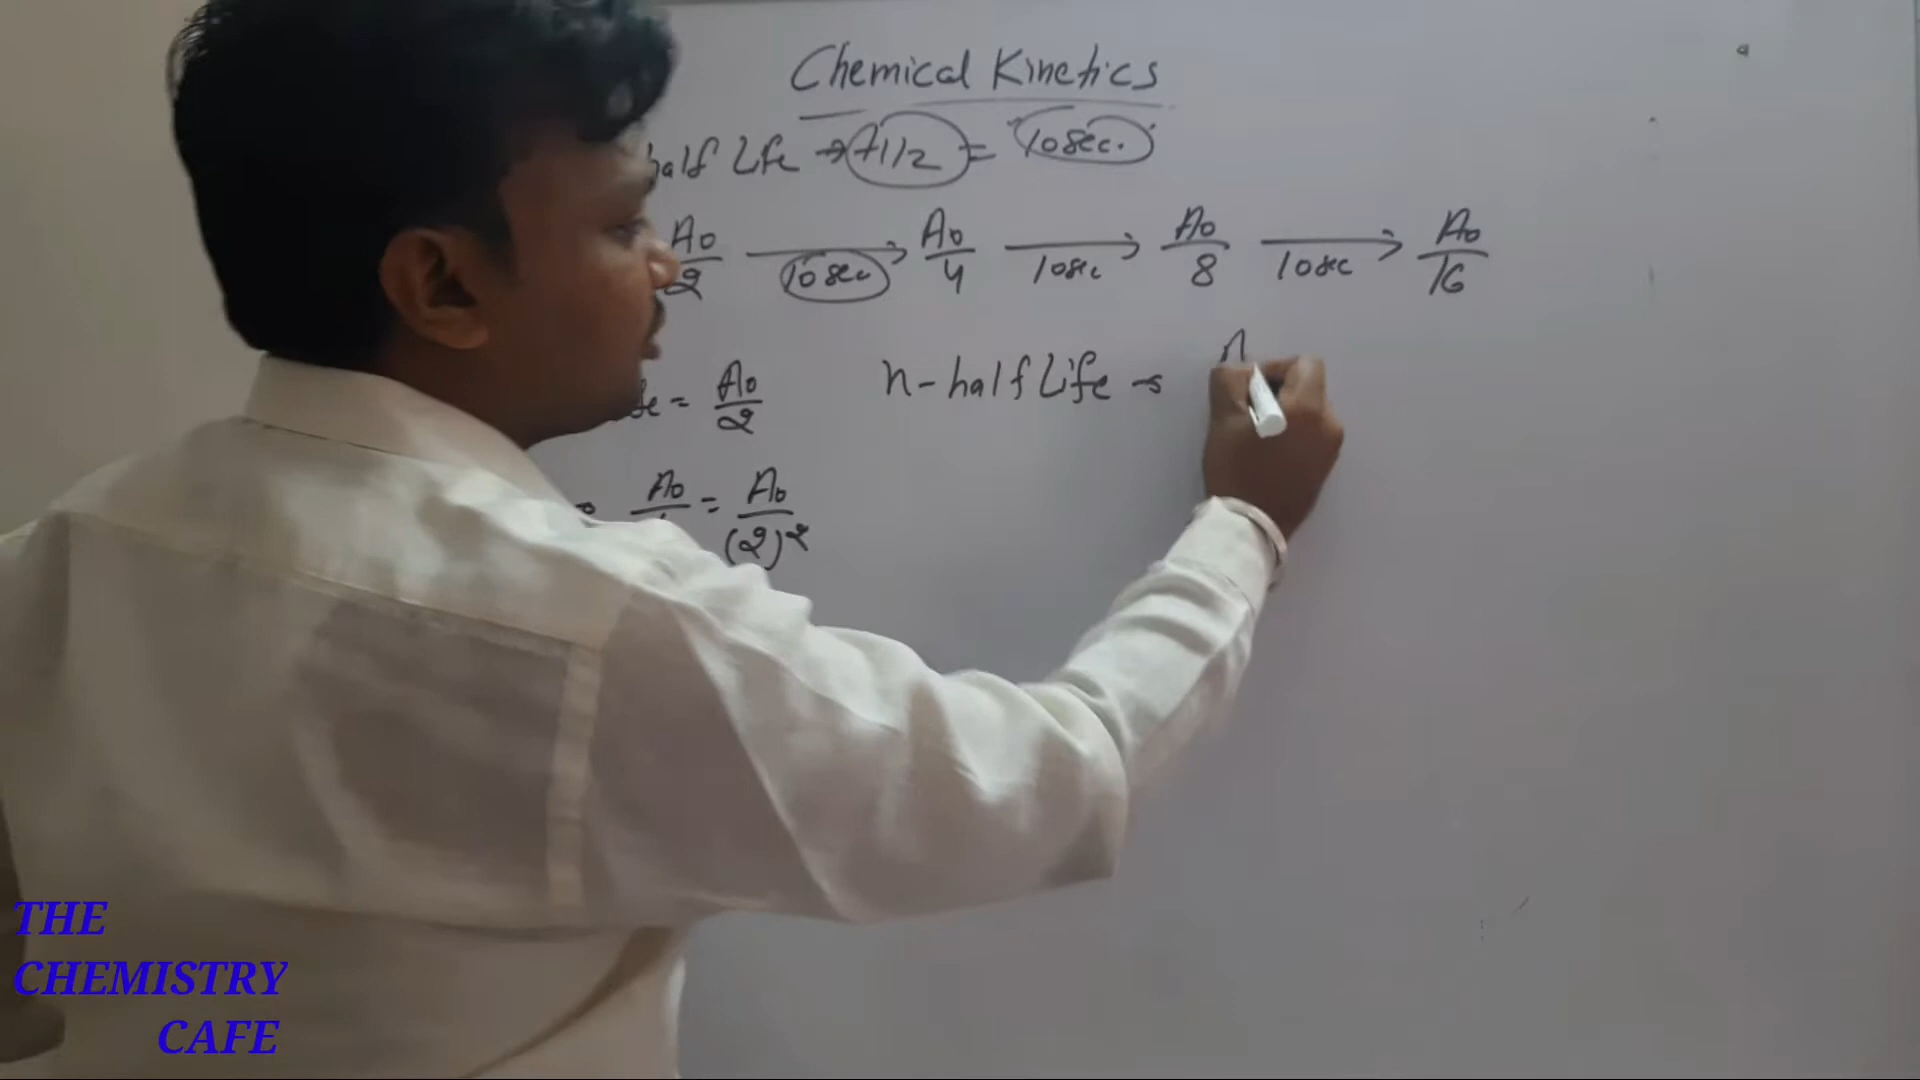 Chemical Kinetics
half Life → t1/2 = 10sec.
A0/2 → 10sec A0/4 → 10sec A0/8 → 10sec A0/16
= A0/2 n-half Life → A
A0 = A0/(2)2
THE
CHEMISTRY
CAFE